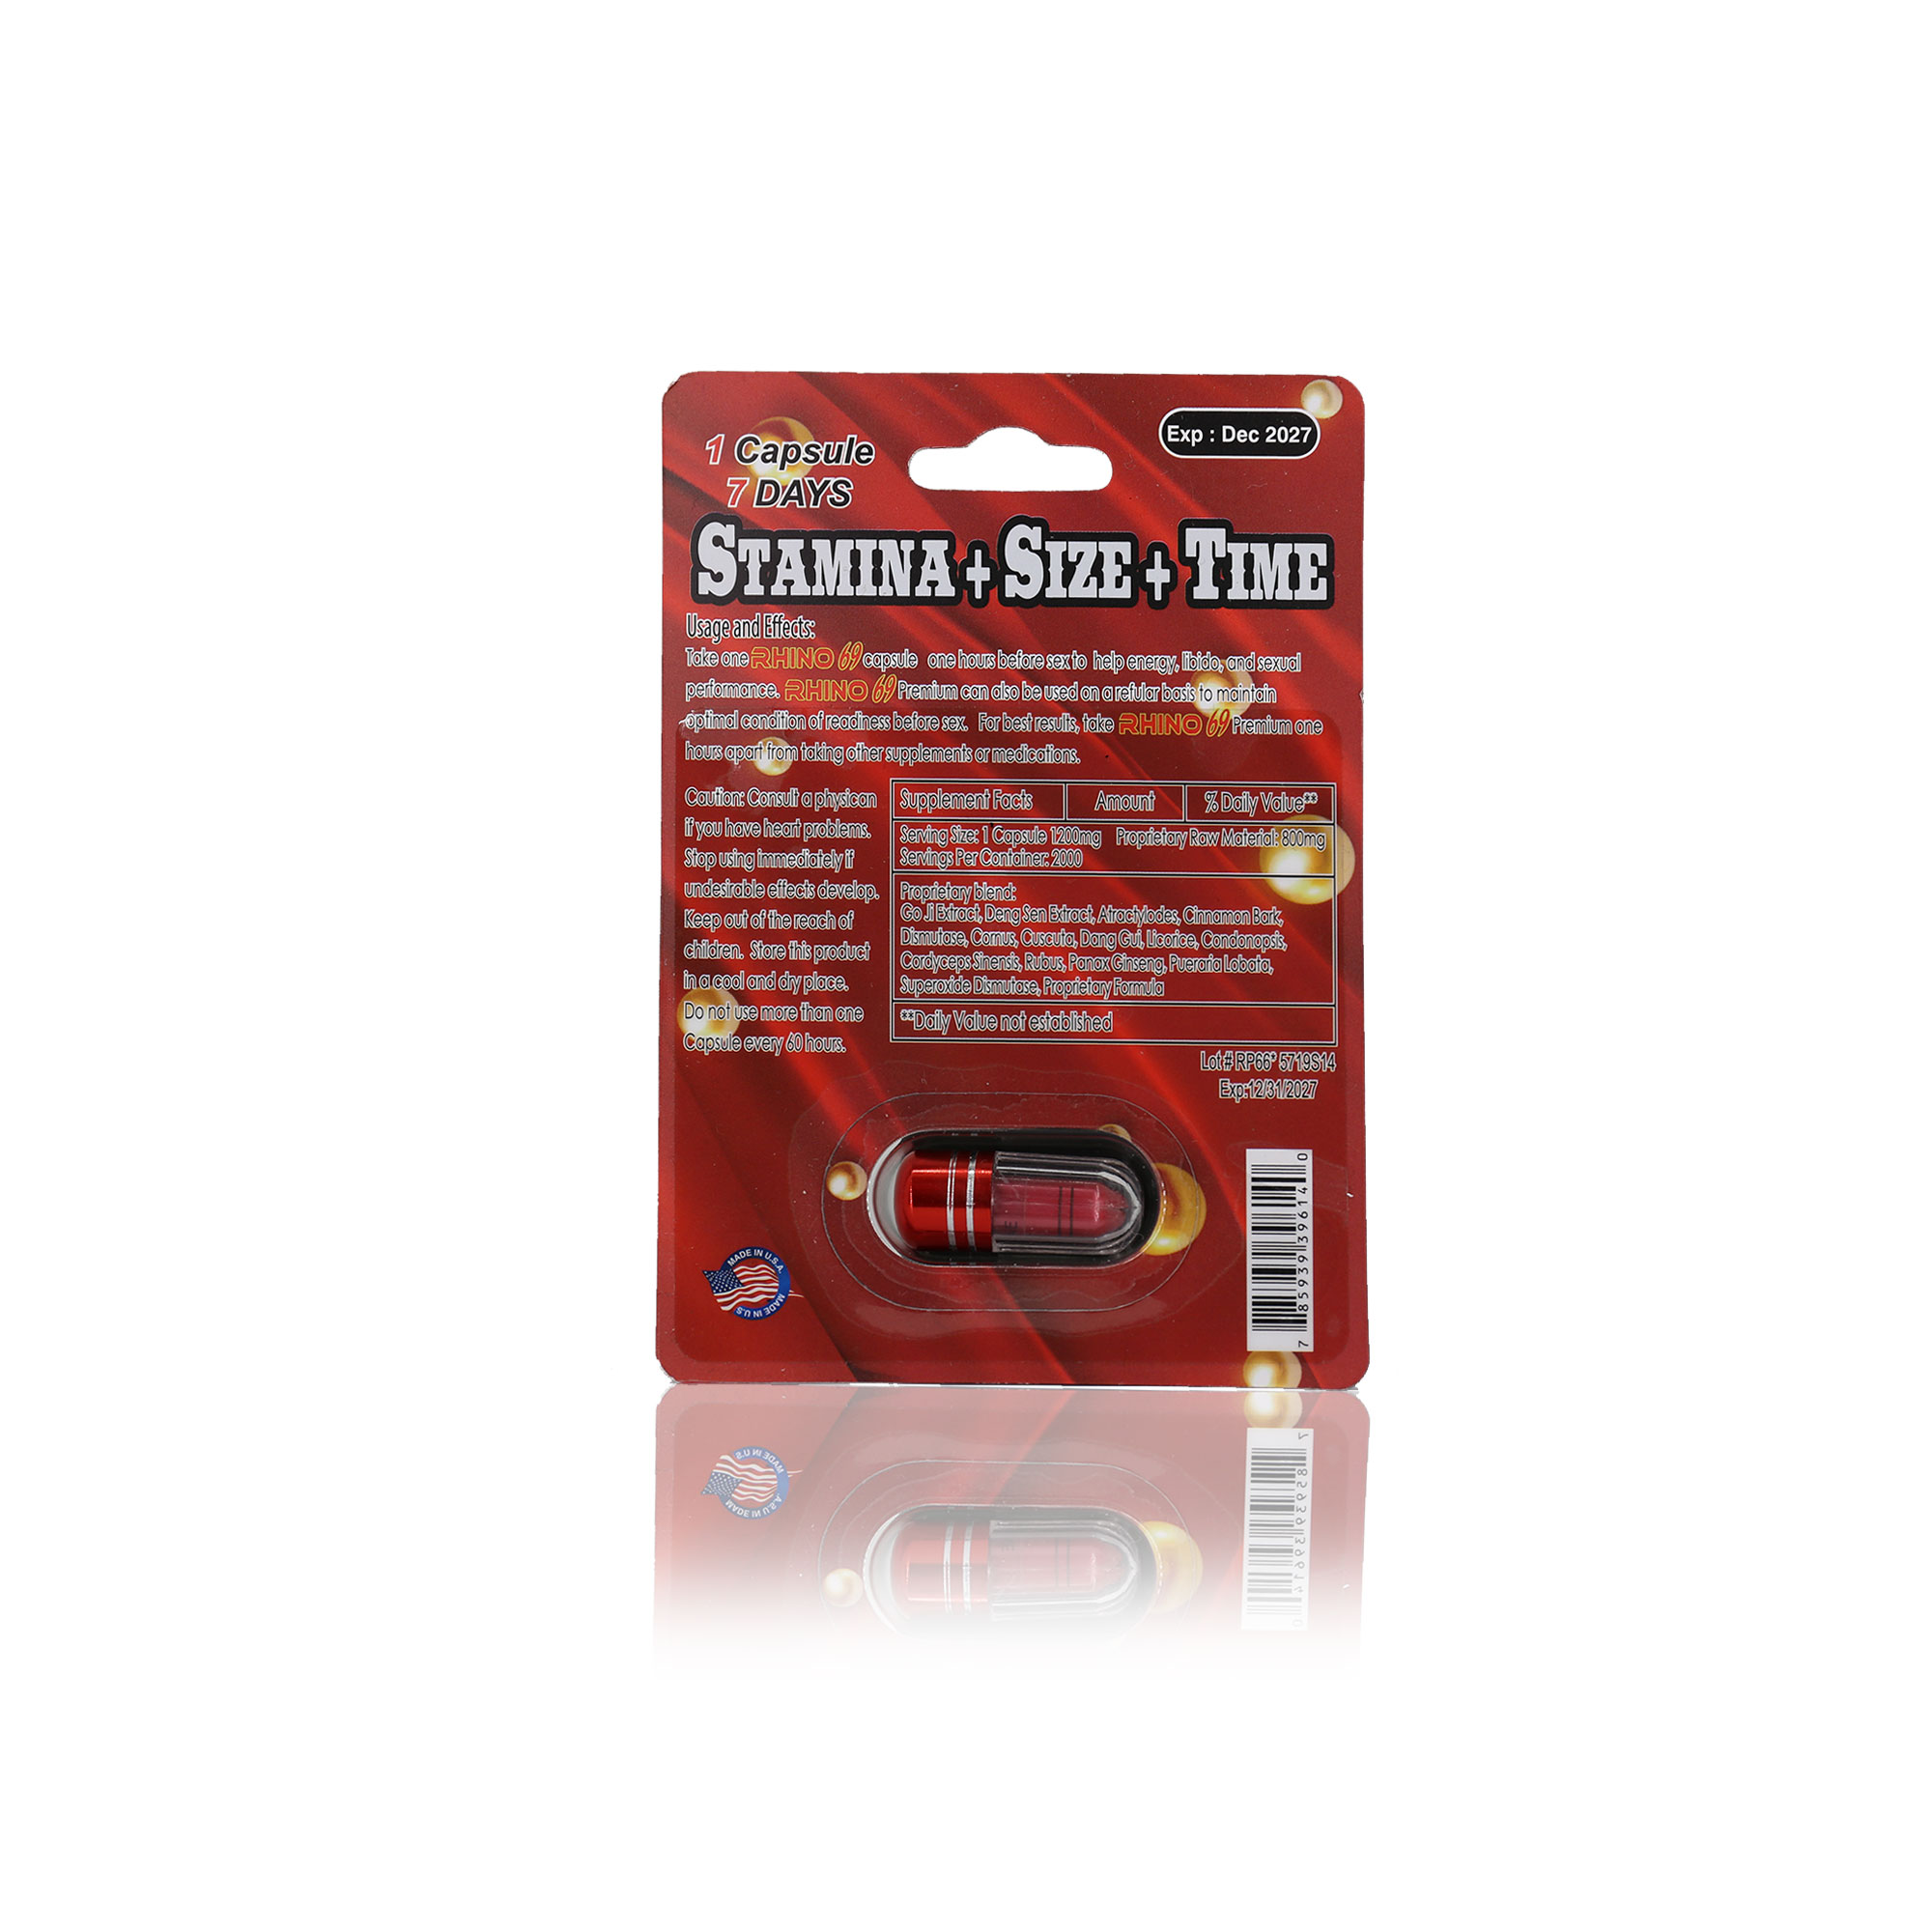 1 Capsule
7 DAYS
Exp : Dec 2027
STAMINA + SIZE + TIME
Usage and Effects:
Take one RHINO 69 capsule one hours before sex to help energy, libido, and sexual
performance. RHINO 69 Premium can also be used on a refular basis to maintain
optimal condition of readiness before sex. For best results, take RHINO 69 Premium one
hours apart from taking other supplements or medications.
Caution: Consult a physican
if you have heart problems.
Stop using immediately if
undesirable effects develop.
Keep out of the reach of
children. Store this product
in a cool and dry place.
Do not use more than one
Capsule every 60 hours.
Supplement Facts Amount % Daily Value**
Serving Size: 1 Capsule 1200mg Proprietary Raw Material: 800mg
Servings Per Container: 2000
Proprietary blend:
Go Ji Extract, Deng Sen Extract, Atractylodes, Cinnamon Bark,
Dismutase, Cornus, Cuscuta, Dang Gui, Licorice, Condonopsis,
Cordyceps Sinensis, Rubus, Panax Ginseng, Pueraria Lobata,
Superoxide Dismutase, Proprietary Formula
**Daily Value not established
Lot # RP66* 5719S14
Exp:12/31/2027
MADE IN U.S.A.
MADE IN U.S
7 85939 39614 0